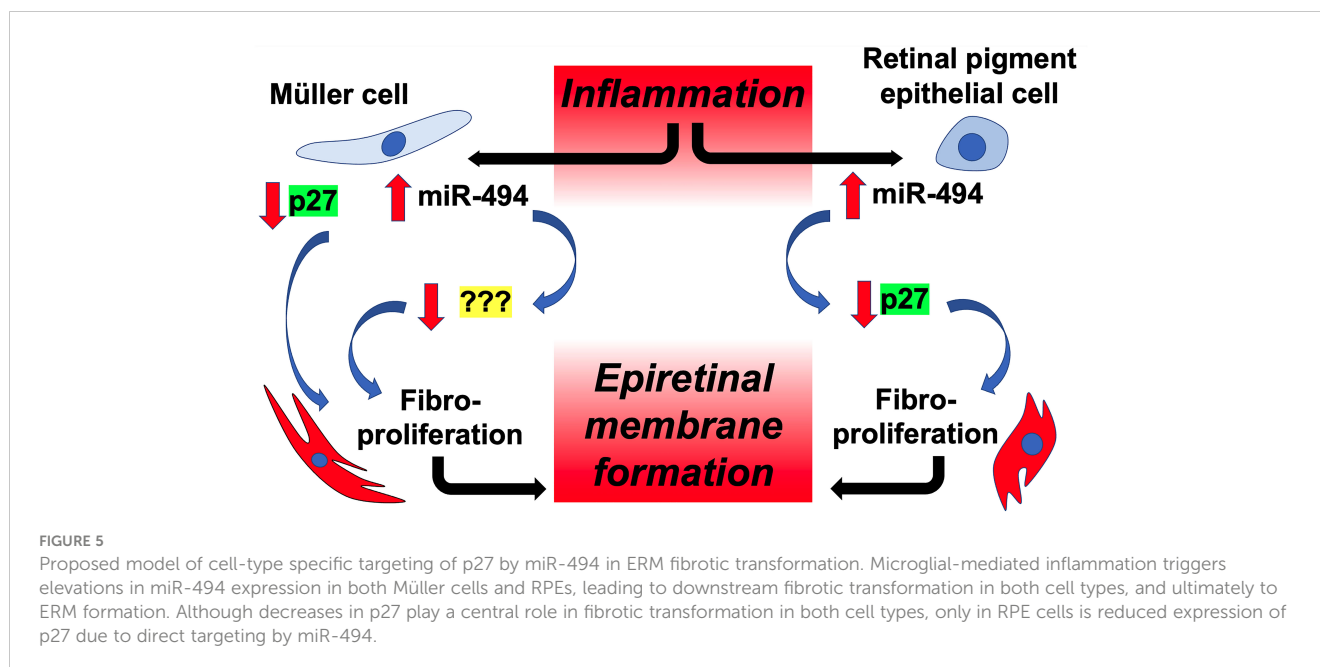 Müller cell
Inflammation
Retinal pigment
epithelial cell
p27
miR-494
miR-494
???
p27
Fibro-
proliferation
Epiretinal
membrane
formation
Fibro-
proliferation
FIGURE 5
Proposed model of cell-type specific targeting of p27 by miR-494 in ERM fibrotic transformation. Microglial-mediated inflammation triggers
elevations in miR-494 expression in both Müller cells and RPEs, leading to downstream fibrotic transformation in both cell types, and ultimately to
ERM formation. Although decreases in p27 play a central role in fibrotic transformation in both cell types, only in RPE cells is reduced expression of
p27 due to direct targeting by miR-494.